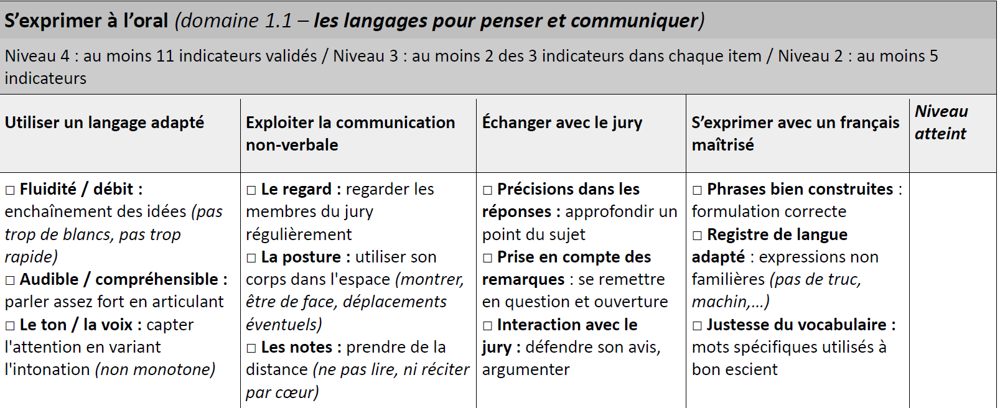 S’exprimer à l’oral (domaine 1.1 – les langages pour penser et communiquer)
Niveau 4 : au moins 11 indicateurs validés / Niveau 3 : au moins 2 des 3 indicateurs dans chaque item / Niveau 2 : au moins 5
indicateurs
Utiliser un langage adapté
Exploiter la communication
non-verbale
Échanger avec le jury
S’exprimer avec un français
maîtrisé
Niveau
atteint
□ Fluidité / débit :
enchaînement des idées (pas
trop de blancs, pas trop
rapide)
□ Audible / compréhensible :
parler assez fort en articulant
□ Le ton / la voix : capter
l'attention en variant
l'intonation (non monotone)
□ Le regard : regarder les
membres du jury
régulièrement
□ La posture : utiliser son
corps dans l'espace (montrer,
être de face, déplacements
éventuels)
□ Les notes : prendre de la
distance (ne pas lire, ni réciter
par cœur)
□ Précisions dans les
réponses : approfondir un
point du sujet
□ Prise en compte des
remarques : se remettre
en question et ouverture
□ Interaction avec le
jury : défendre son avis,
argumenter
□ Phrases bien construites :
formulation correcte
□ Registre de langue
adapté : expressions non
familières (pas de truc,
machin,...)
□ Justesse du vocabulaire :
mots spécifiques utilisés à
bon escient